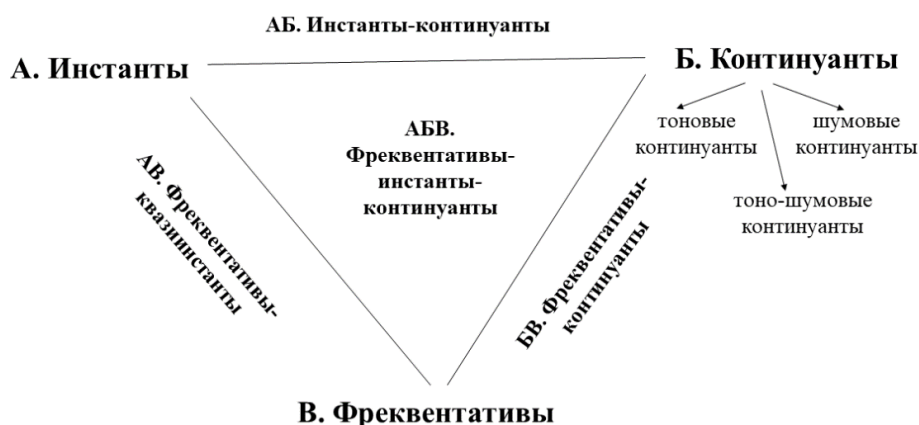 АБ. Инстанты-континуанты
А. Инстанты
Б. Континуанты
тоновые
континуанты
шумовые
континуанты
тоно-шумовые
континуанты
АБВ.
Фреквентативы-
инстанты-
континуанты
АВ. Фреквентативы-
квазиинстанты
БВ. Фреквентативы-
континуанты
В. Фреквентативы